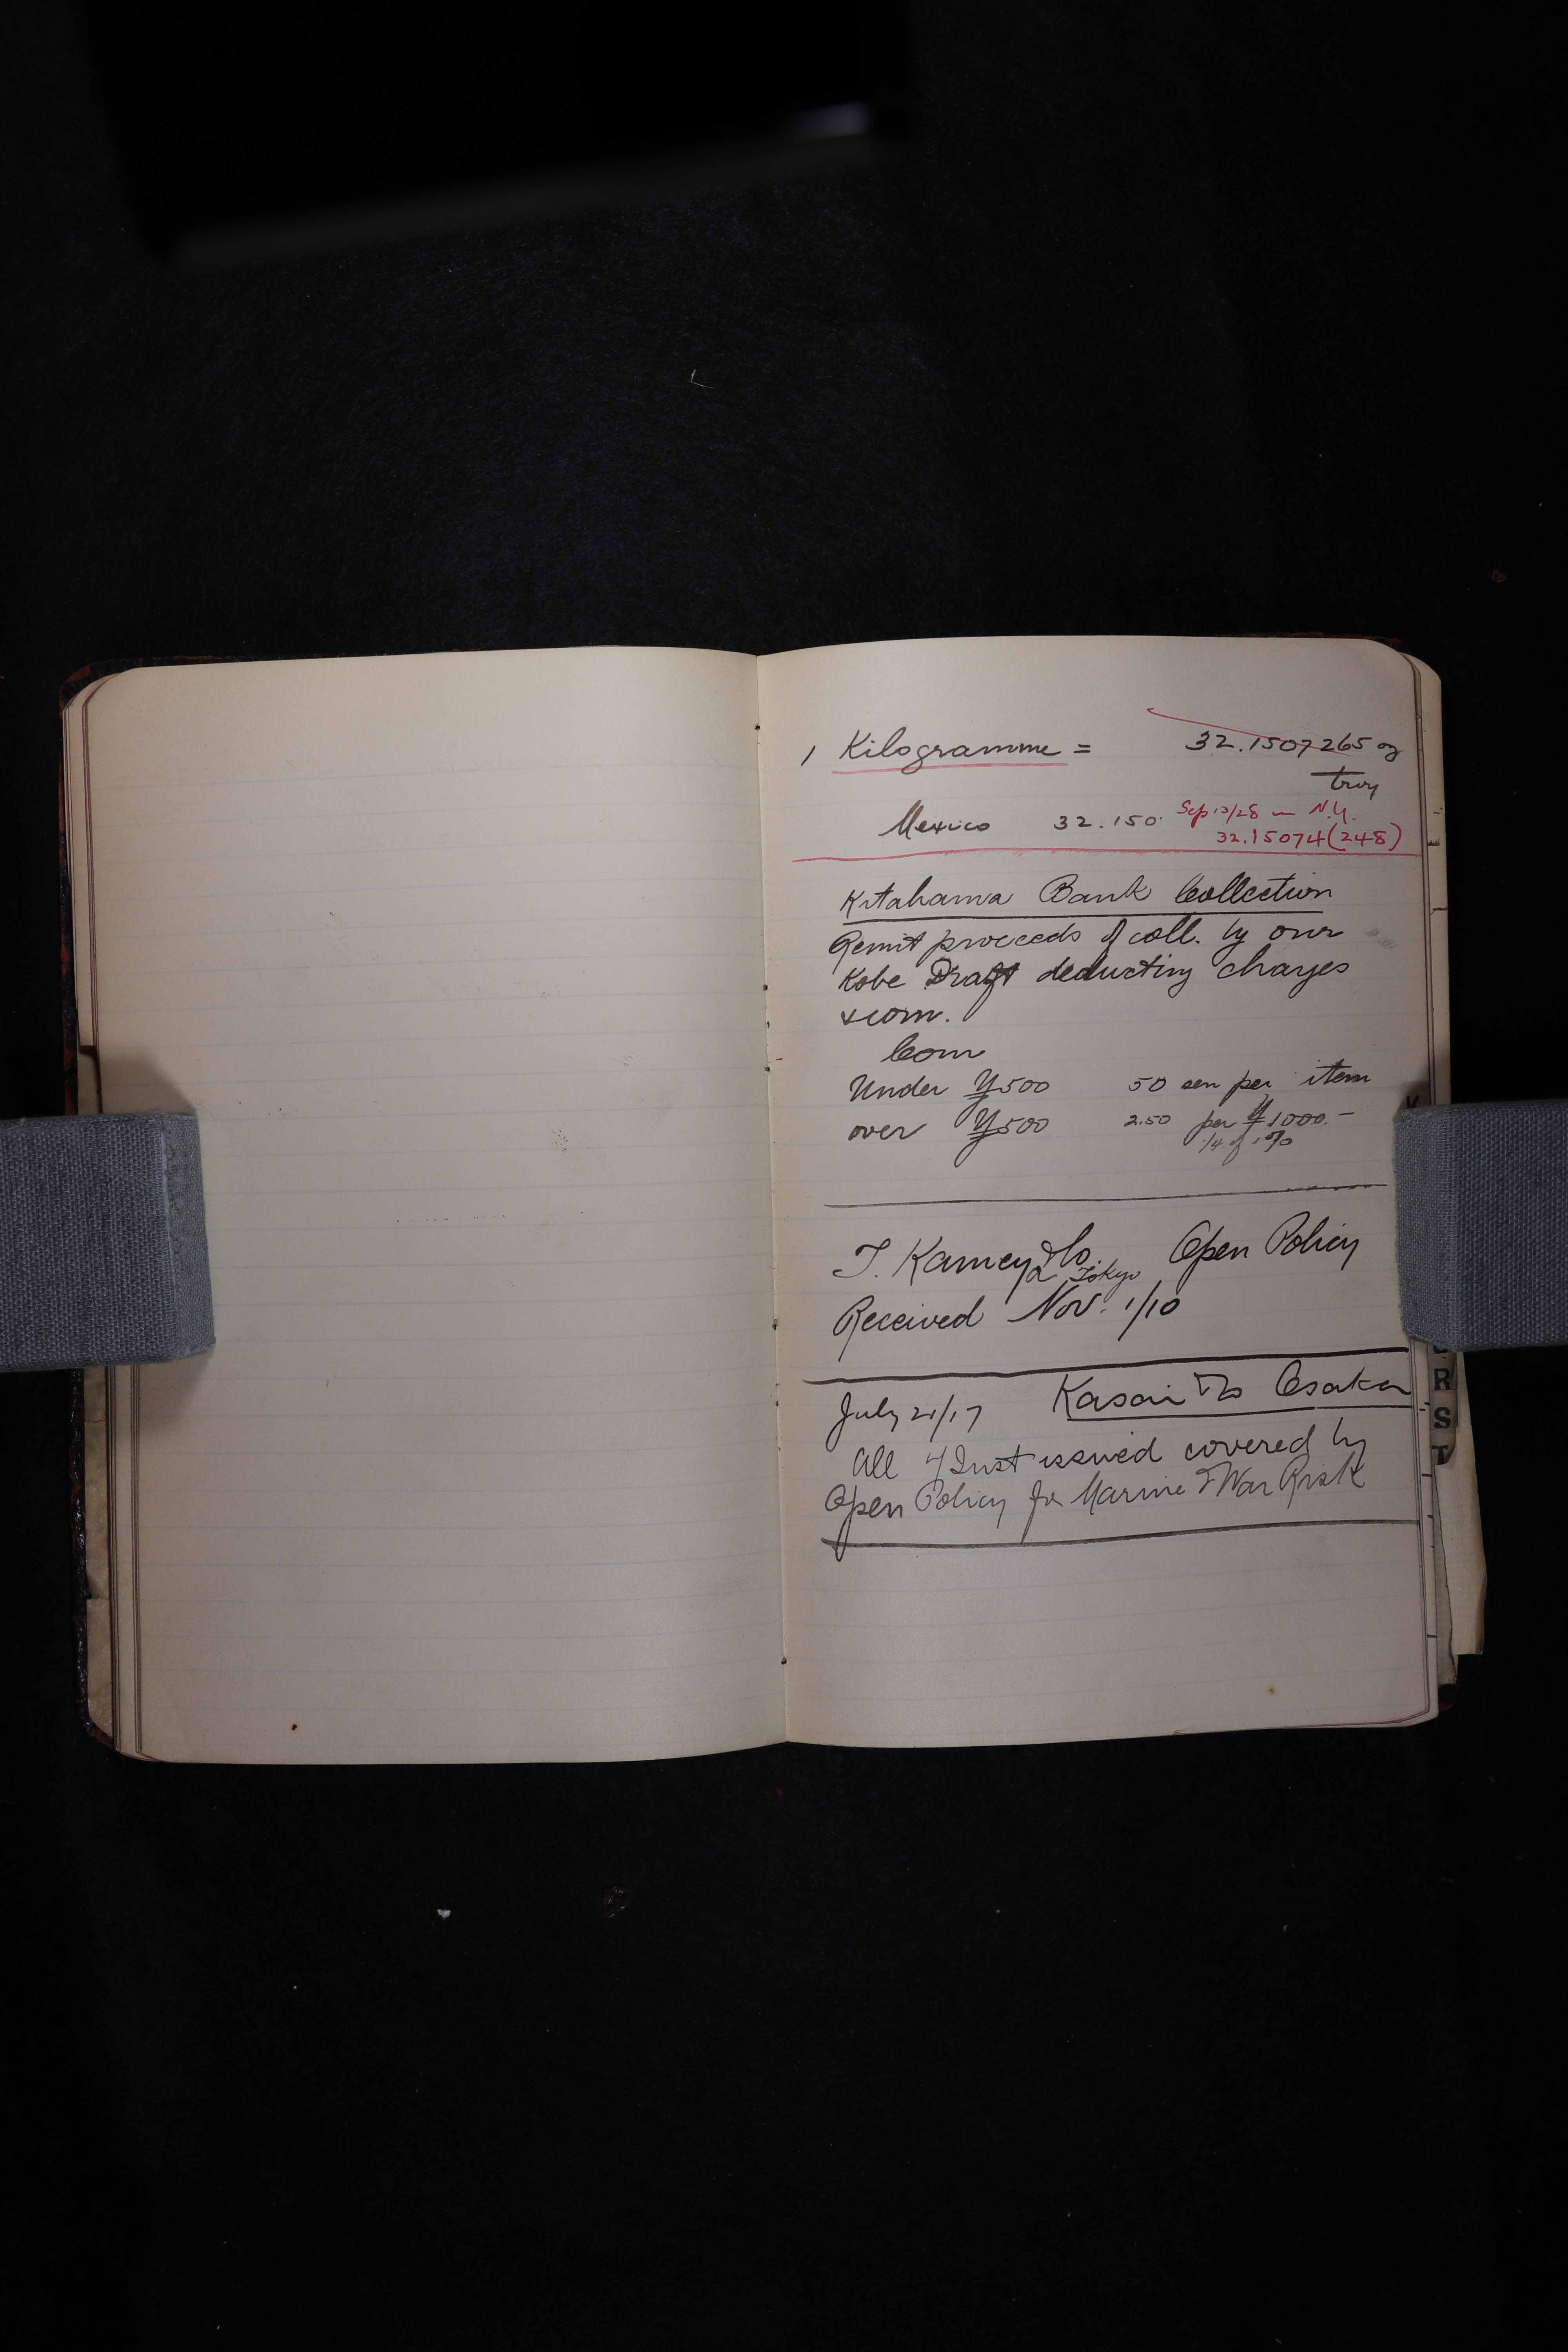 1 Kilogramme = 32.1507265 oz
troy
Mexico 32.150. Sep 13/28 in N.Y.
32.15074(248)
Kitahama Bank Collection
Remit proceeds of coll. by our
Kobe Draft deducting charges
& com.
Com
Under ¥500 50 sen per item
over ¥500 2.50 per ¥1000.-
1/4 of 1%
T. Kameya & Co. Open Policy
Tokyo
Received Nov. 1/10
July 21/17 Kasai & Co Osaka
All issued covered by
Open Policy for Marine & War Risk
K
R
S
T